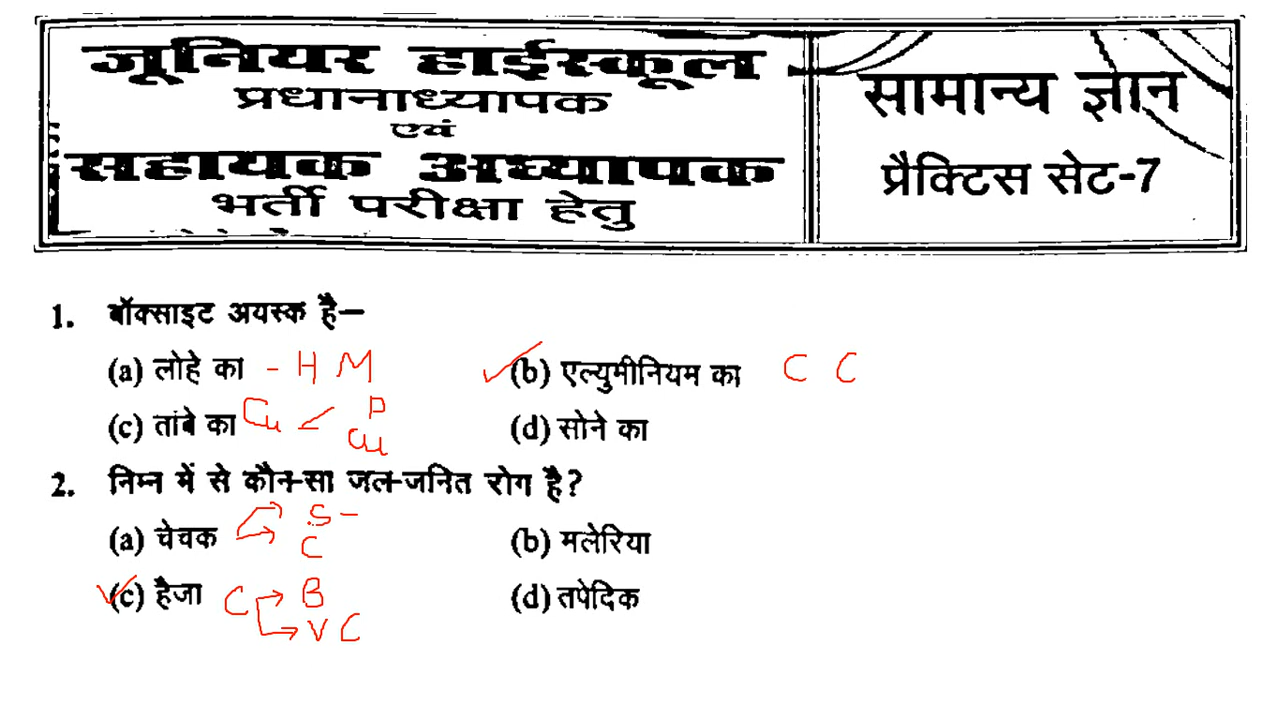 जूनियर हाईस्कूल
प्रधानाध्यापक
एवं
सहायक अध्यापक
भर्ती परीक्षा हेतु
सामान्य ज्ञान
प्रैक्टिस सेट-7
1. बॉक्साइट अयस्क है–
(a) लोहे का - H M (b) एल्युमीनियम का C C
(c) तांबे का Cu P Cu (d) सोने का
2. निम्न में से कौन-सा जल-जनित रोग है?
(a) चेचक S - C (b) मलेरिया
(c) हैजा C B V C (d) तपेदिक